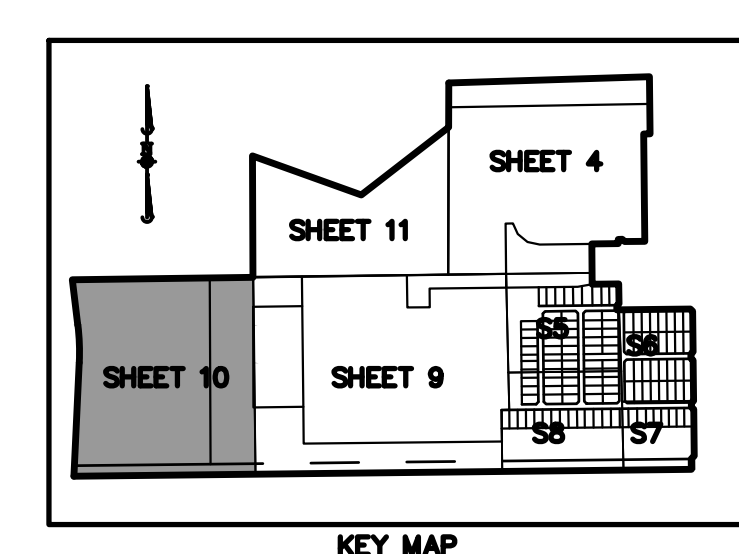 SHEET 4
N
SHEET 11
S5
S6
SHEET 10
SHEET 9
S8
S7
KEY MAP